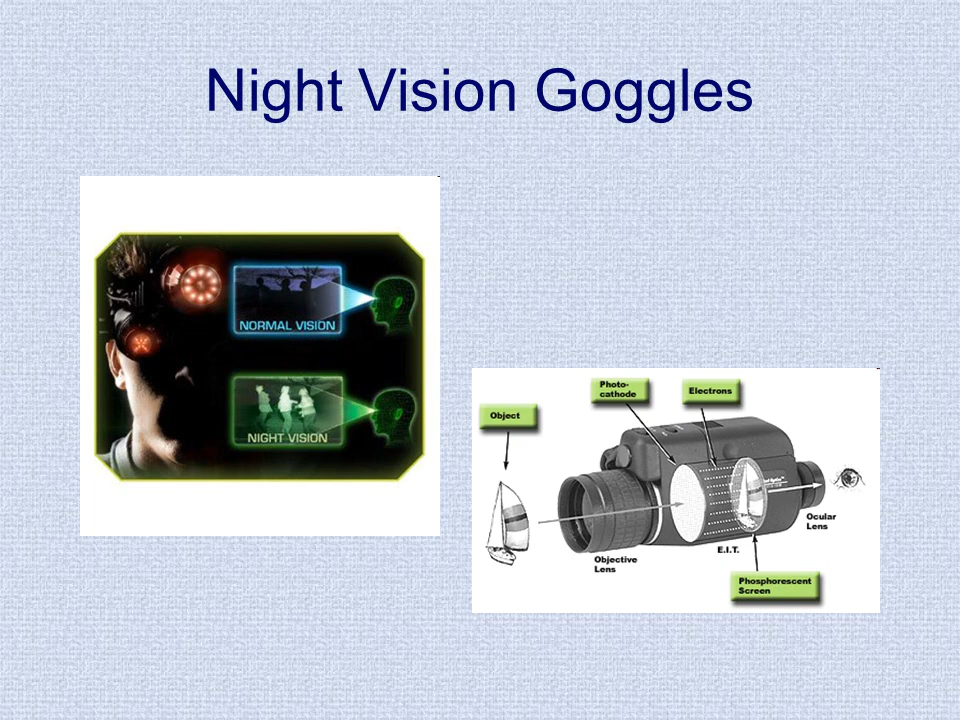 Night Vision Goggles
NORMAL VISION
NIGHT VISION
Photo-
cathode
Electrons
Object
Ocular
Lens
E.I.T.
Objective
Lens
Phosphorescent
Screen